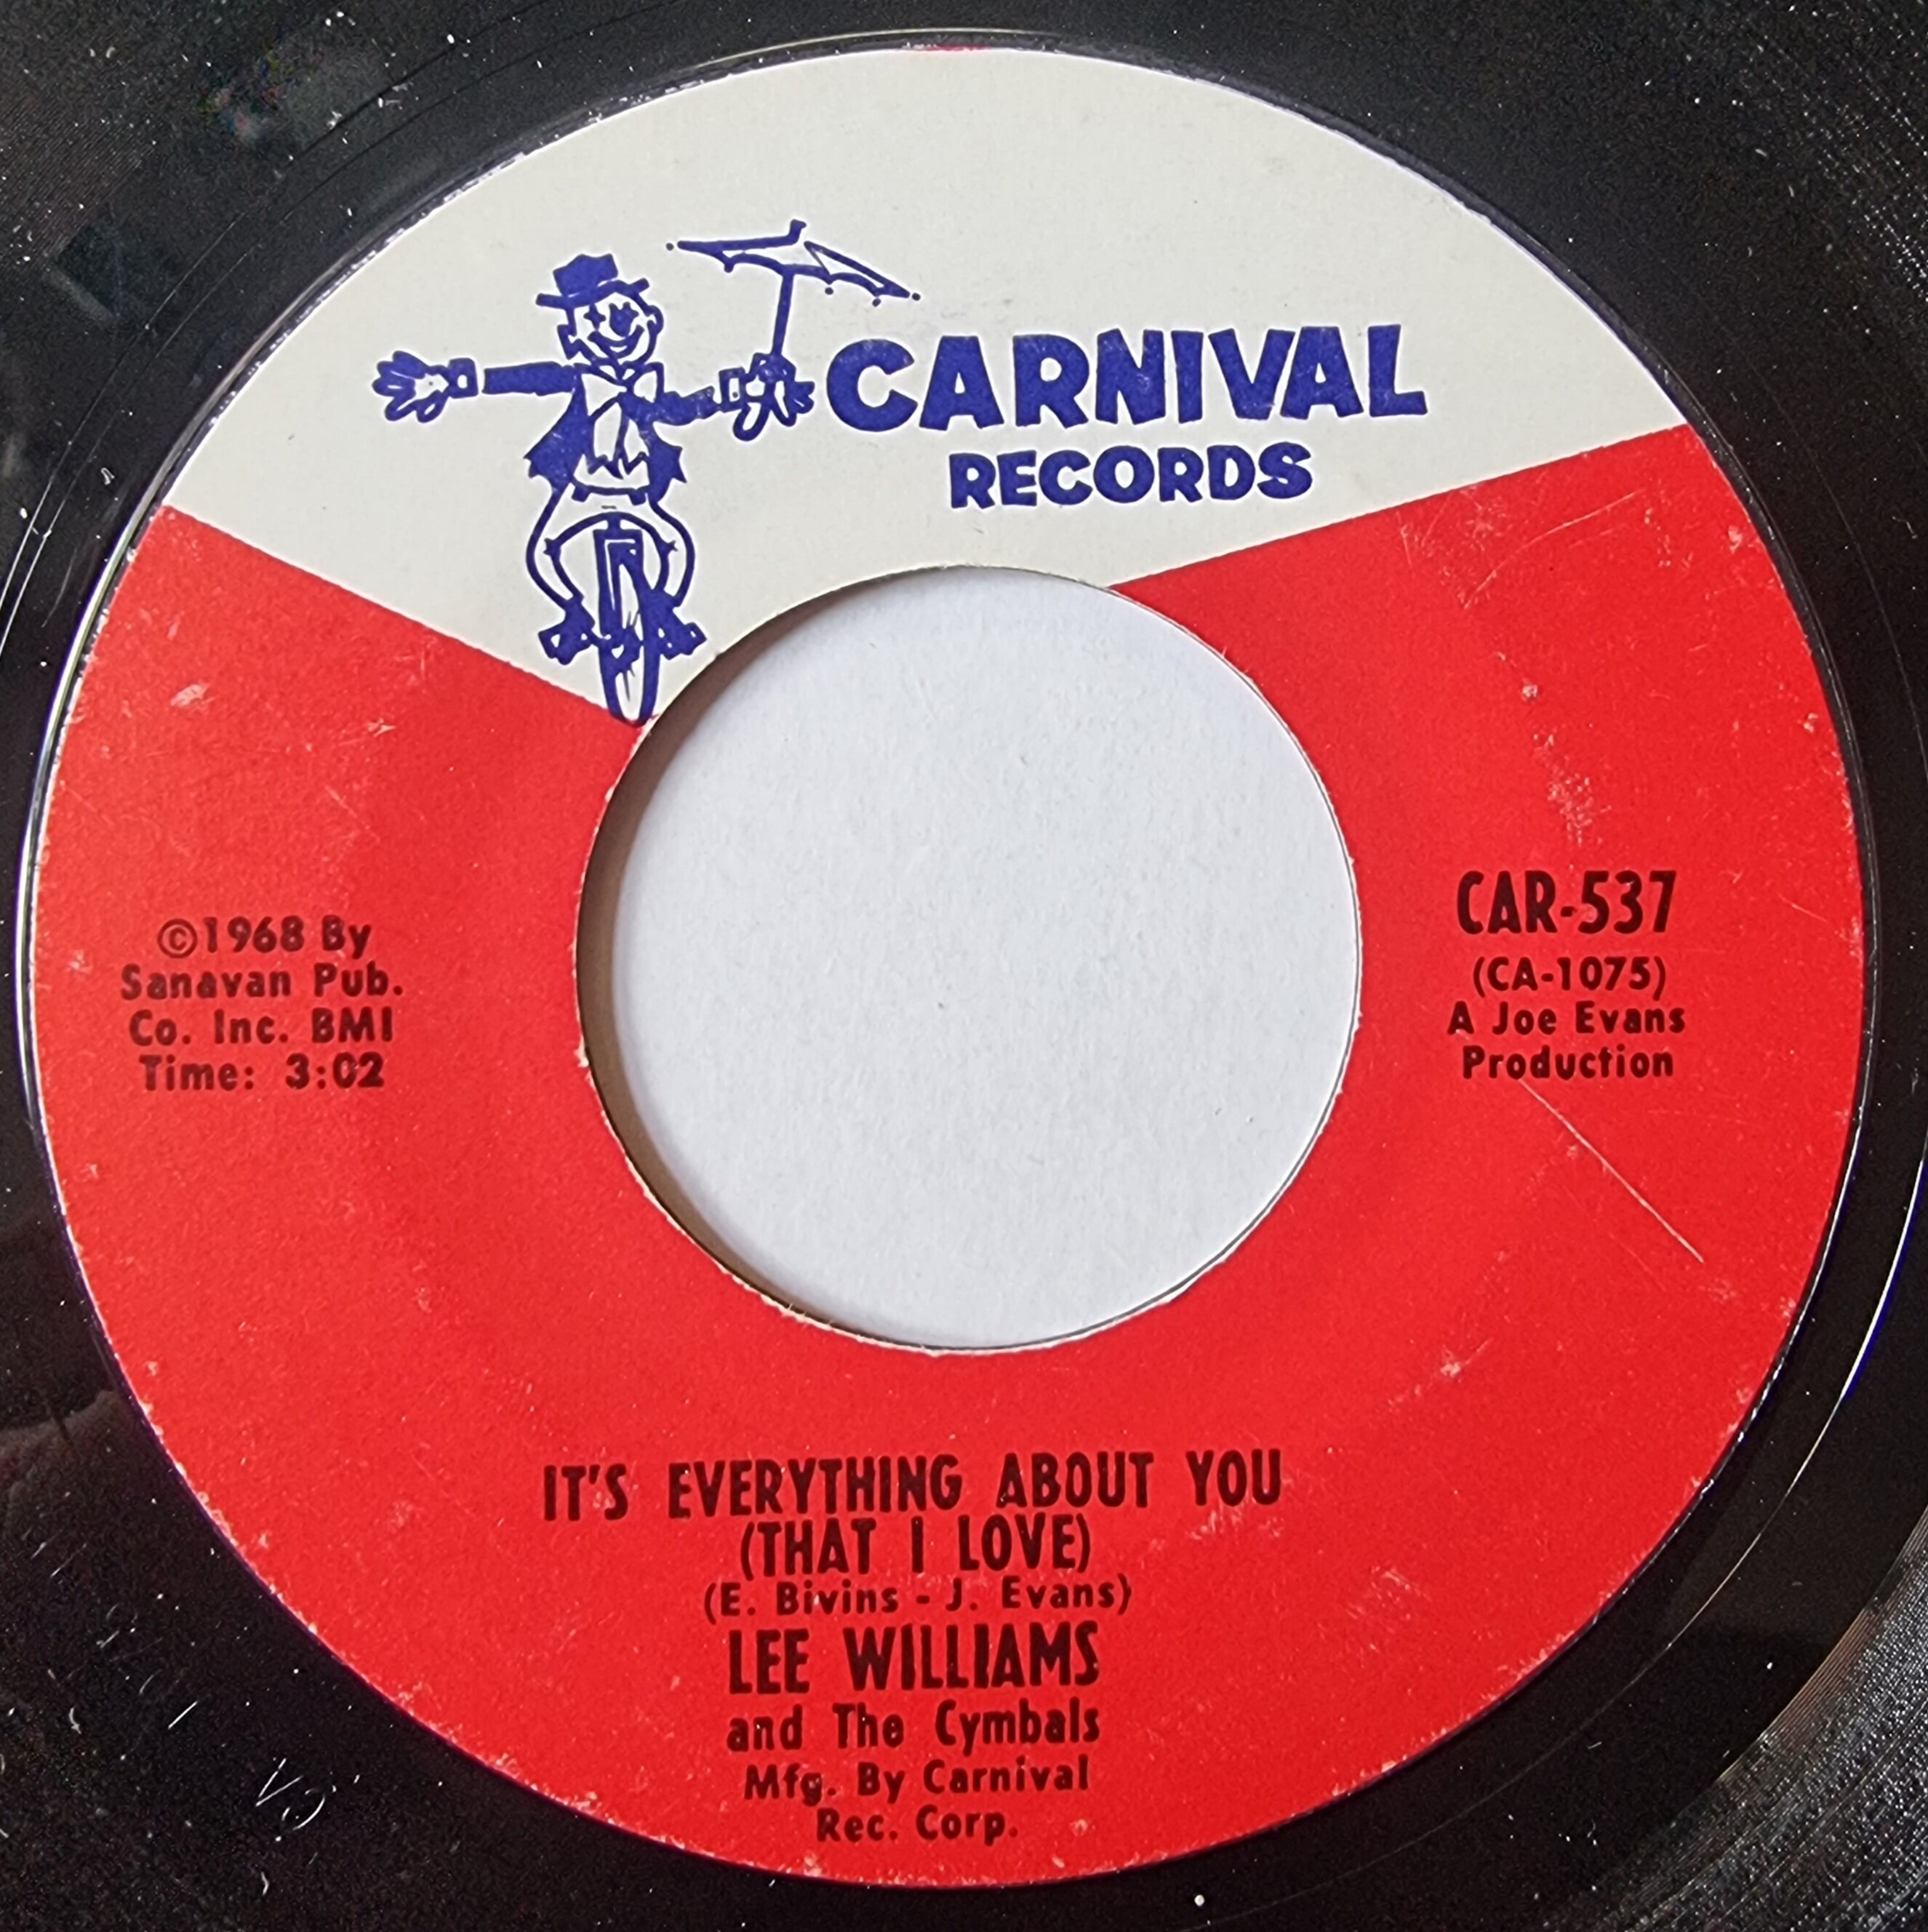 CARNIVAL
RECORDS
©1968 By
Sanavan Pub.
Co. Inc. BMI
Time: 3:02
CAR-537
(CA-1075)
A Joe Evans
Production
IT'S EVERYTHING ABOUT YOU
(THAT I LOVE)
(E. Bivins - J. Evans)
LEE WILLIAMS
and The Cymbals
Mfg. By Carnival
Rec. Corp.
CA